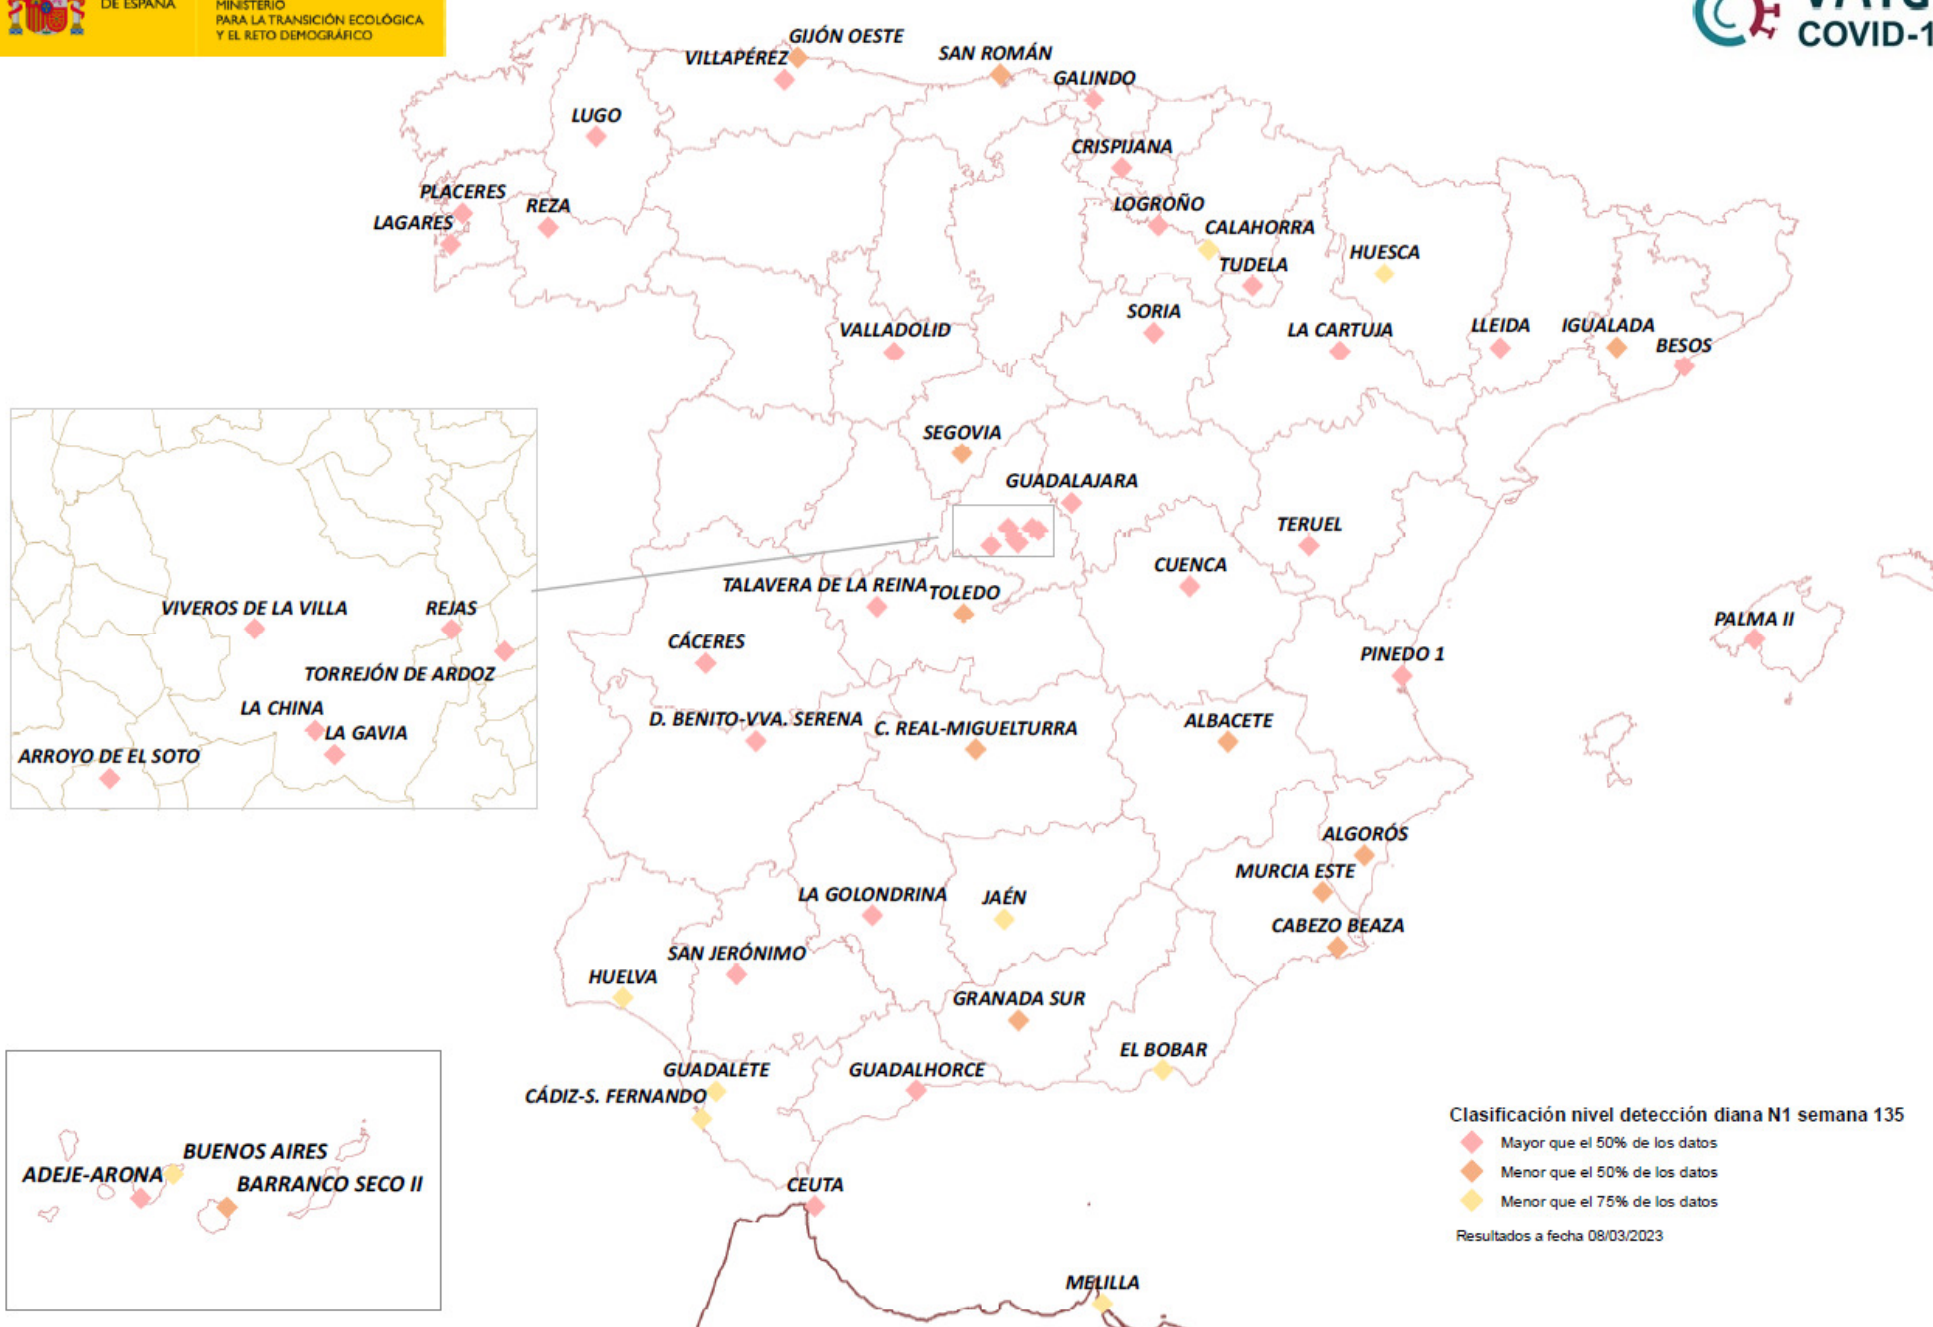 DE ESPAÑA
MINISTERIO
PARA LA TRANSICIÓN ECOLÓGICA
Y EL RETO DEMOGRÁFICO
COVID-1
GIJÓN OESTE
VILLAPÉREZ
SAN ROMÁN
GALINDO
LUGO
CRISPIJANA
PLACERES
REZA
LOGROÑO
LAGARES
CALAHORRA
HUESCA
TUDELA
SORIA
VALLADOLID
LA CARTUJA
LLEIDA
IGUALADA
BESOS
SEGOVIA
GUADALAJARA
TERUEL
CUENCA
TALAVERA DE LA REINA
TOLEDO
VIVEROS DE LA VILLA
REJAS
PALMA II
CÁCERES
PINEDO 1
TORREJÓN DE ARDOZ
LA CHINA
LA GAVIA
D. BENITO-VVA. SERENA
C. REAL-MIGUELTURRA
ALBACETE
ARROYO DE EL SOTO
ALGORÓS
MURCIA ESTE
LA GOLONDRINA
JAÉN
CABEZO BEAZA
SAN JERÓNIMO
HUELVA
GRANADA SUR
EL BOBAR
GUADALETE
GUADALHORCE
CÁDIZ-S. FERNANDO
BUENOS AIRES
ADEJE-ARONA
BARRANCO SECO II
CEUTA
MELILLA
Clasificación nivel detección diana N1 semana 135
Mayor que el 50% de los datos
Menor que el 50% de los datos
Menor que el 75% de los datos
Resultados a fecha 08/03/2023